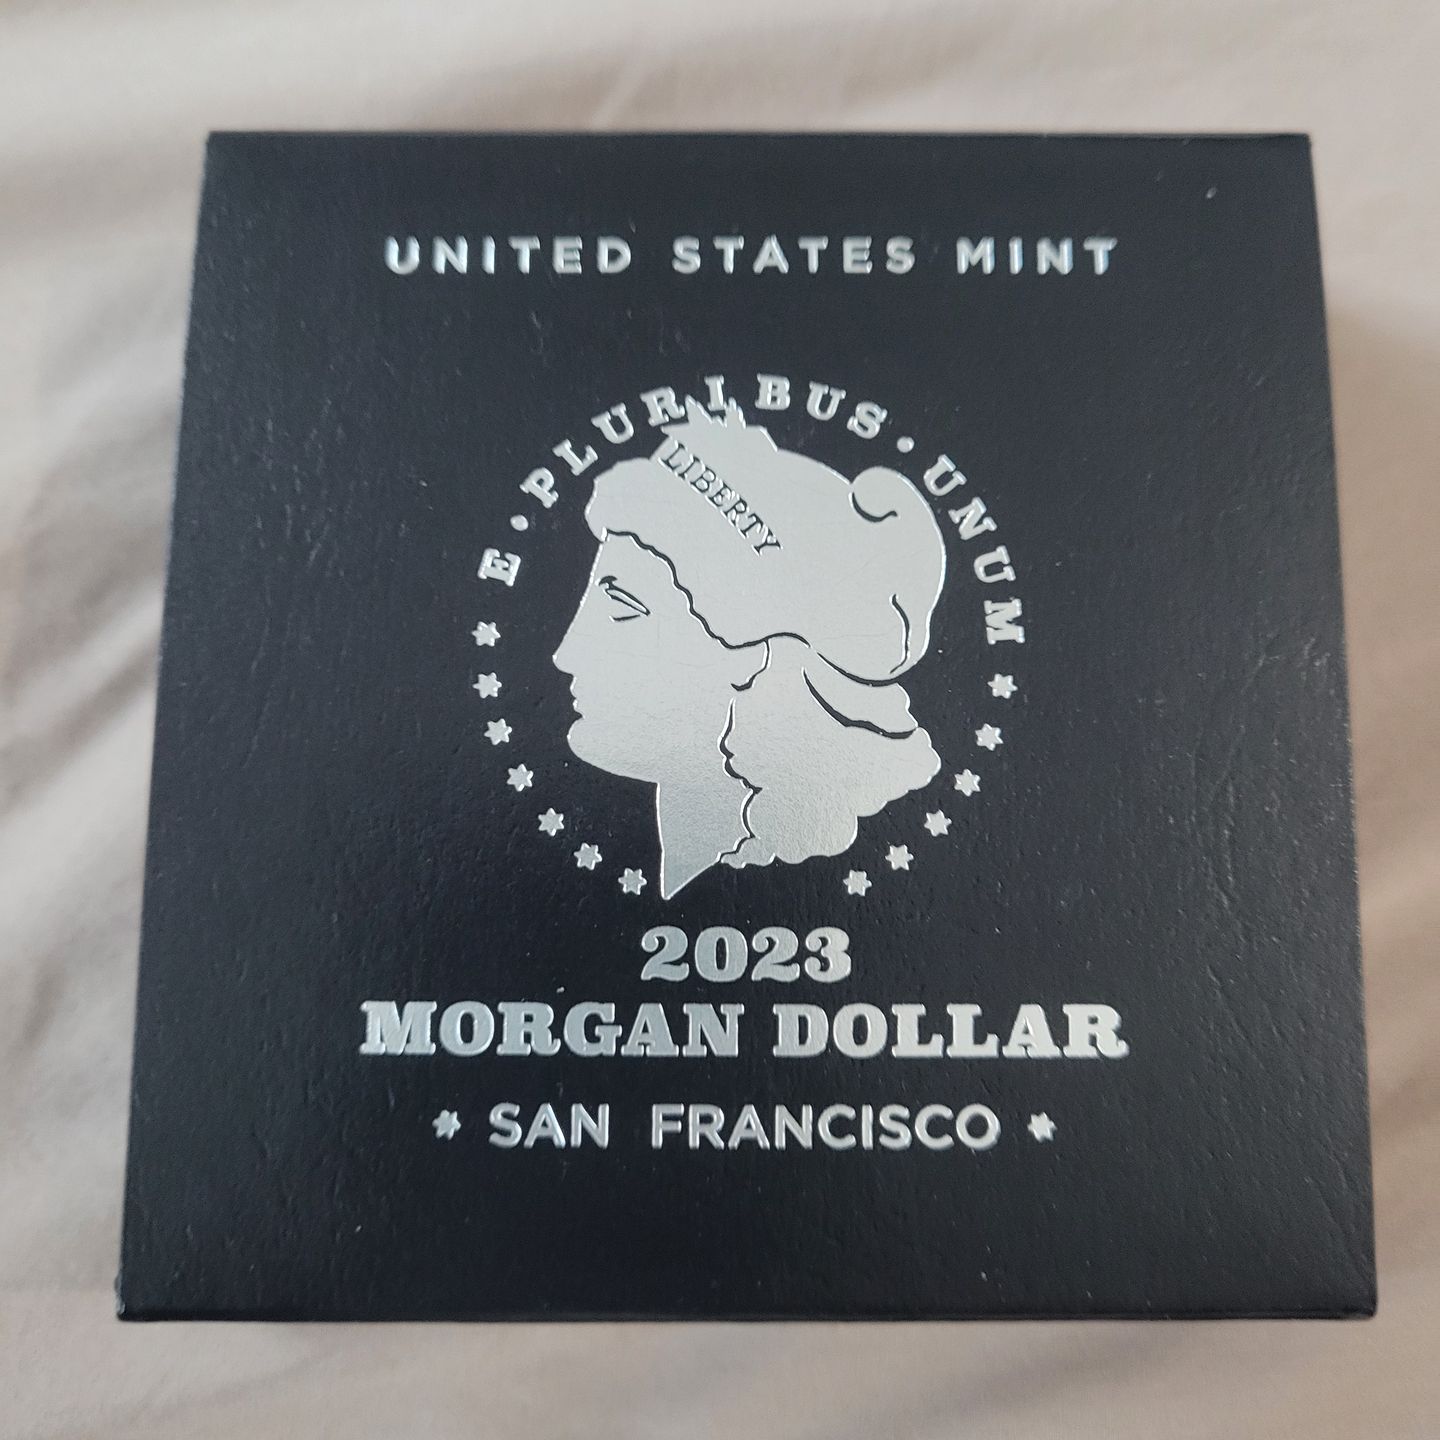 UNITED STATES MINT
E · PLURIBUS · UNUM
LIBERTY
2023
MORGAN DOLLAR
SAN FRANCISCO